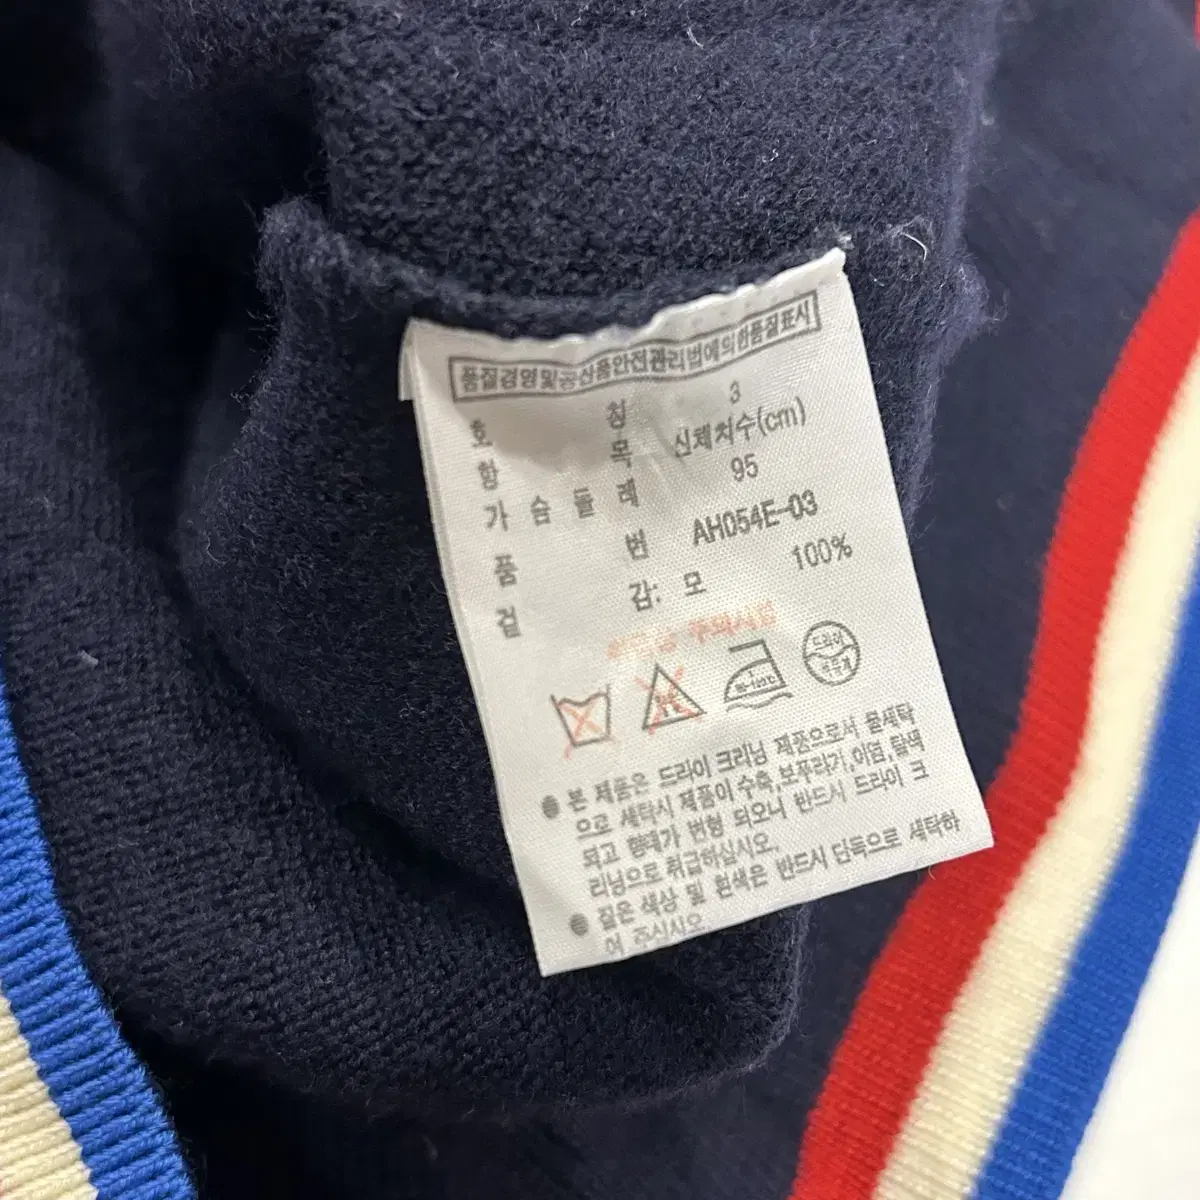 품질경영및공산품안전관리법에의한품질표시
호 칭 3
항 목 신체치수(cm)
가 슴 둘 레 95
품 번 AH054E-03
겉 감: 모 100%
드라이
● 본 제품은 드라이 크리닝 제품으로서 물세탁
으로 세탁시 제품이 수축,보푸라기,이염,탈색
되고 형태가 변형 되오니 반드시 드라이 크
리닝으로 취급하십시오.
● 짙은 색상 및 흰색은 반드시 단독으로 세탁하
여 주십시오